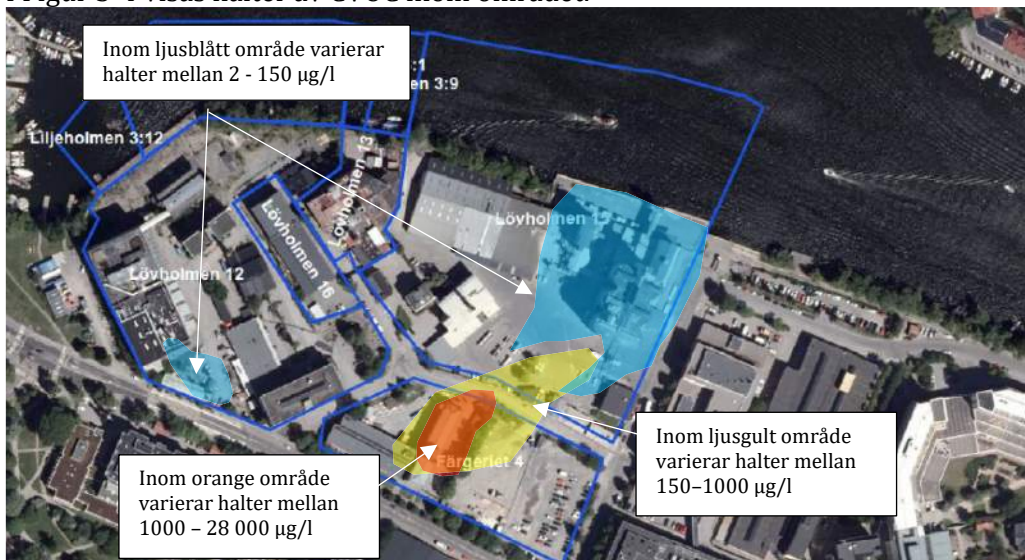 Inom ljusblått område varierar
halter mellan 2 - 150 µg/l
:1
en 3:9
Liljeholmen 3:12
Lövholmen 13
Lövholmen 16
Lövholmen 12
Inom ljusgult område
varierar halter mellan
150–1000 µg/l
Färgeriet 4
Inom orange område
varierar halter mellan
1000 – 28 000 µg/l